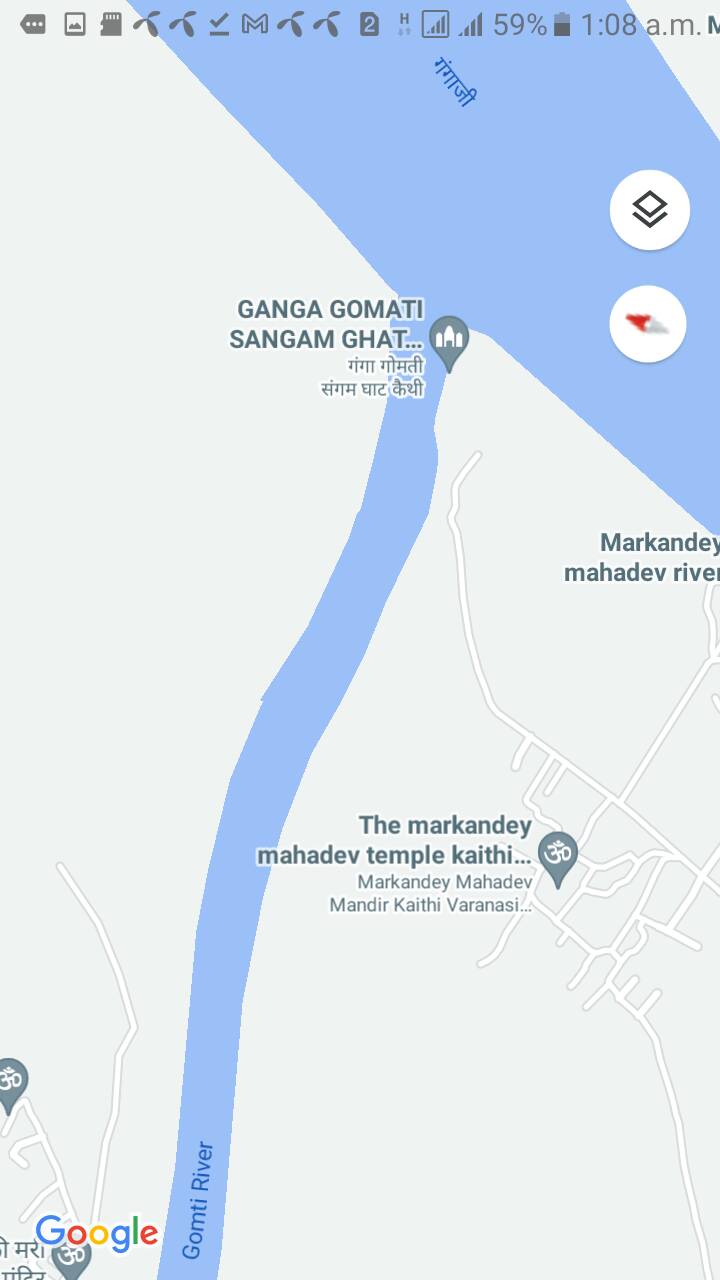 H 2 59% 1:08 a.m. M
गंगाजी
GANGA GOMATI
SANGAM GHAT...
गंगा गोमती
संगम घाट कैथी
Markandey
mahadev river
The markandey
mahadev temple kaithi...
Markandey Mahadev
Mandir Kaithi Varanasi...
ॐ
ॐ
Gomti River
Google
ॐ
मंदिर